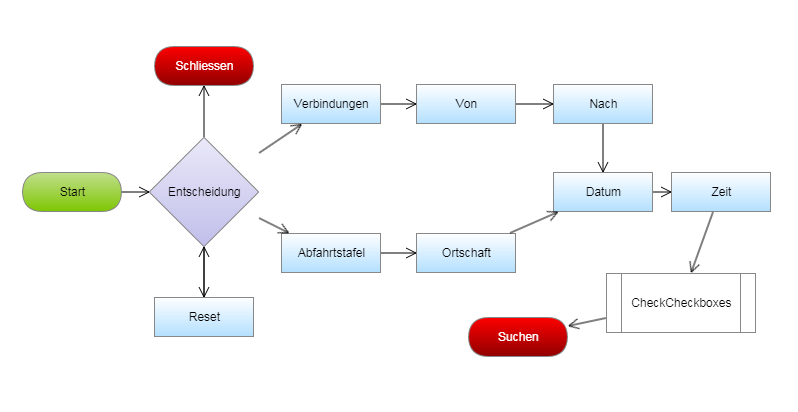 Schliessen
Verbindungen
Von
Nach
Start
Entscheidung
Datum
Zeit
Abfahrtstafel
Ortschaft
Reset
CheckCheckboxes
Suchen